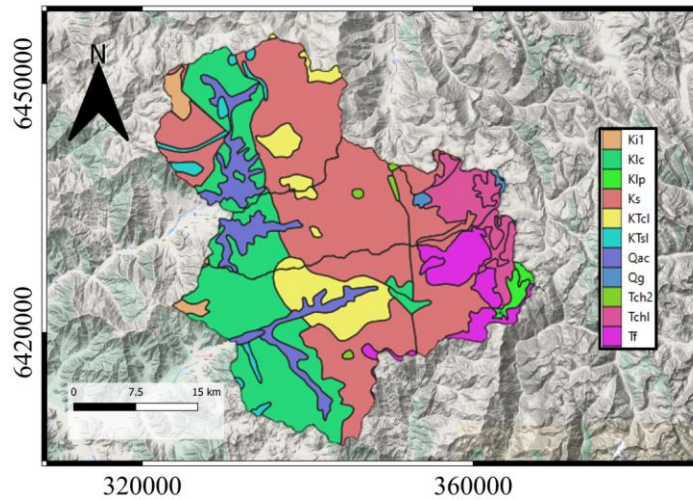 N
6450000
6420000
320000
360000
0 7.5 15 km
Ki1
Klc
Klp
Ks
KTcl
KTsl
Qac
Qg
Tch2
Tchl
Tf